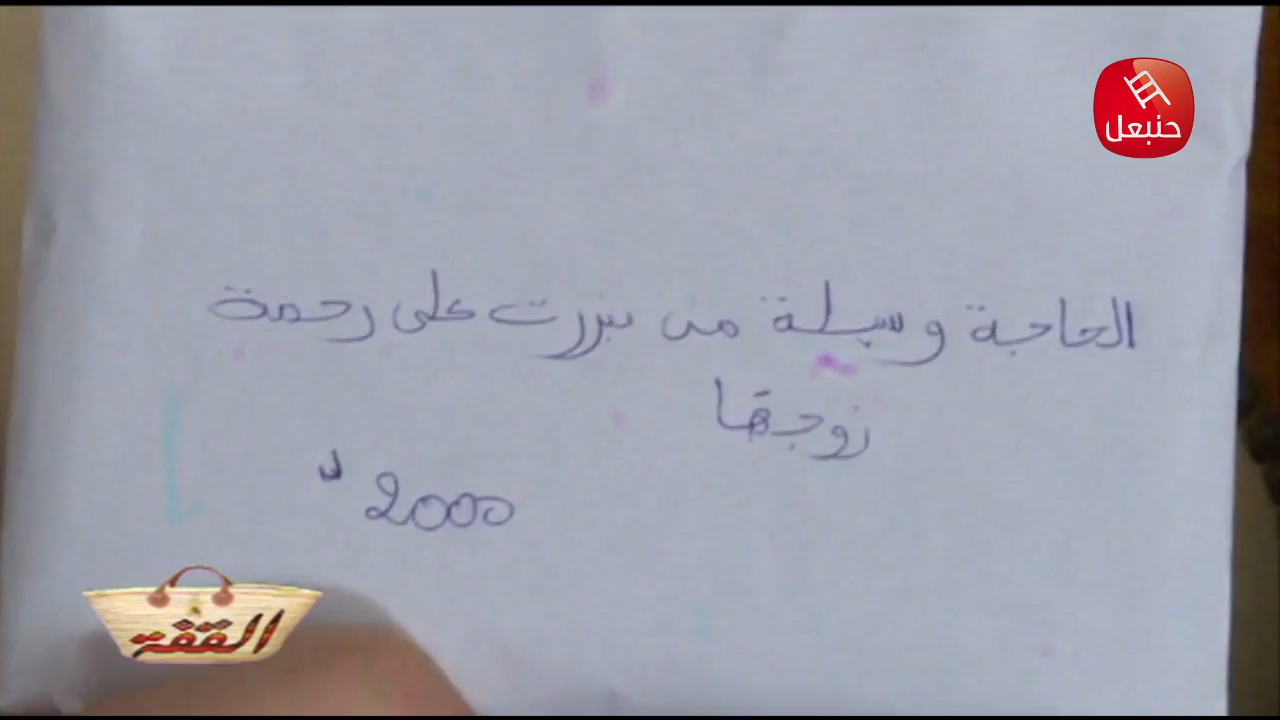 حنبعل
الحاجة وسيلة من بنزرت على رحمة
زوجها
2000 د
القفة